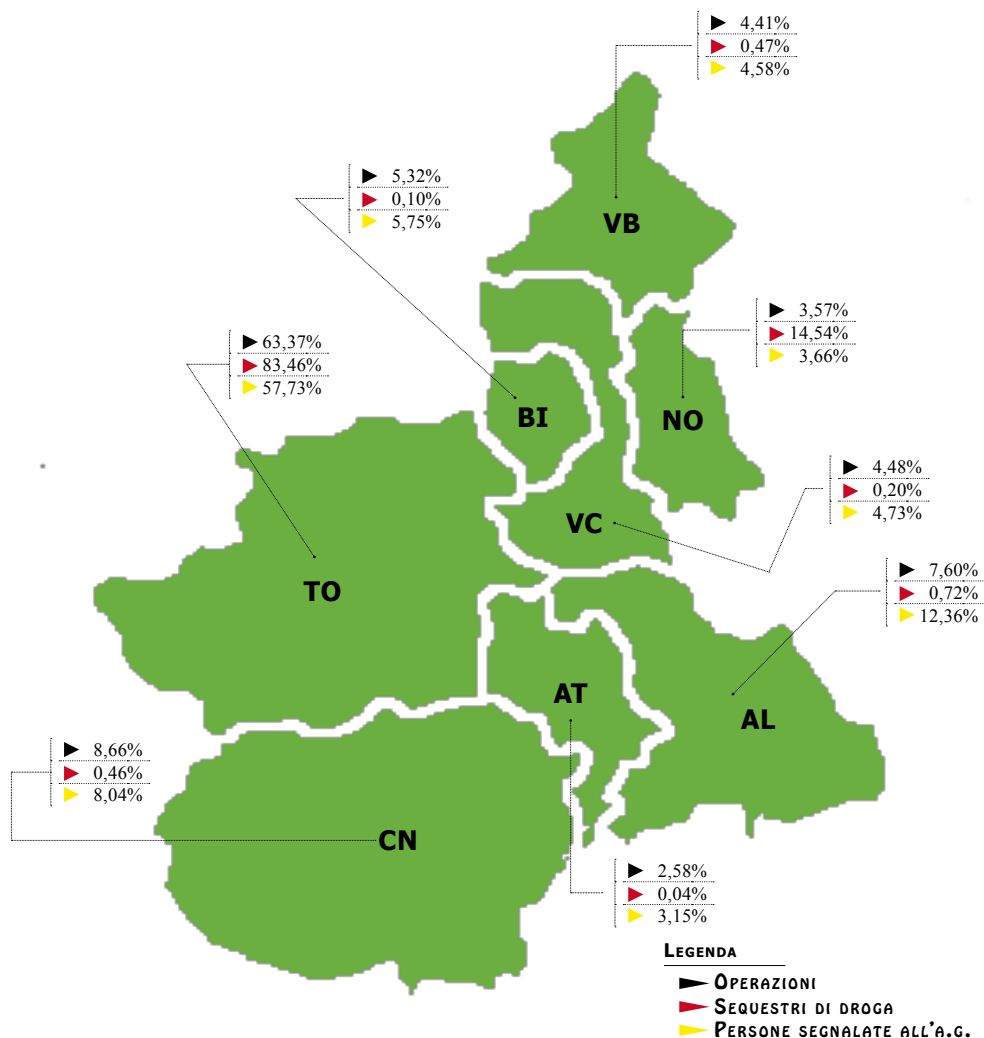 4,41%
0,47%
4,58%
5,32%
0,10%
5,75%
VB
3,57%
14,54%
3,66%
63,37%
83,46%
57,73%
BI
NO
4,48%
0,20%
4,73%
VC
7,60%
0,72%
12,36%
TO
AT
AL
8,66%
0,46%
8,04%
CN
2,58%
0,04%
3,15%
LEGENDA
OPERAZIONI
SEQUESTRI DI DROGA
PERSONE SEGNALATE ALL'A.G.